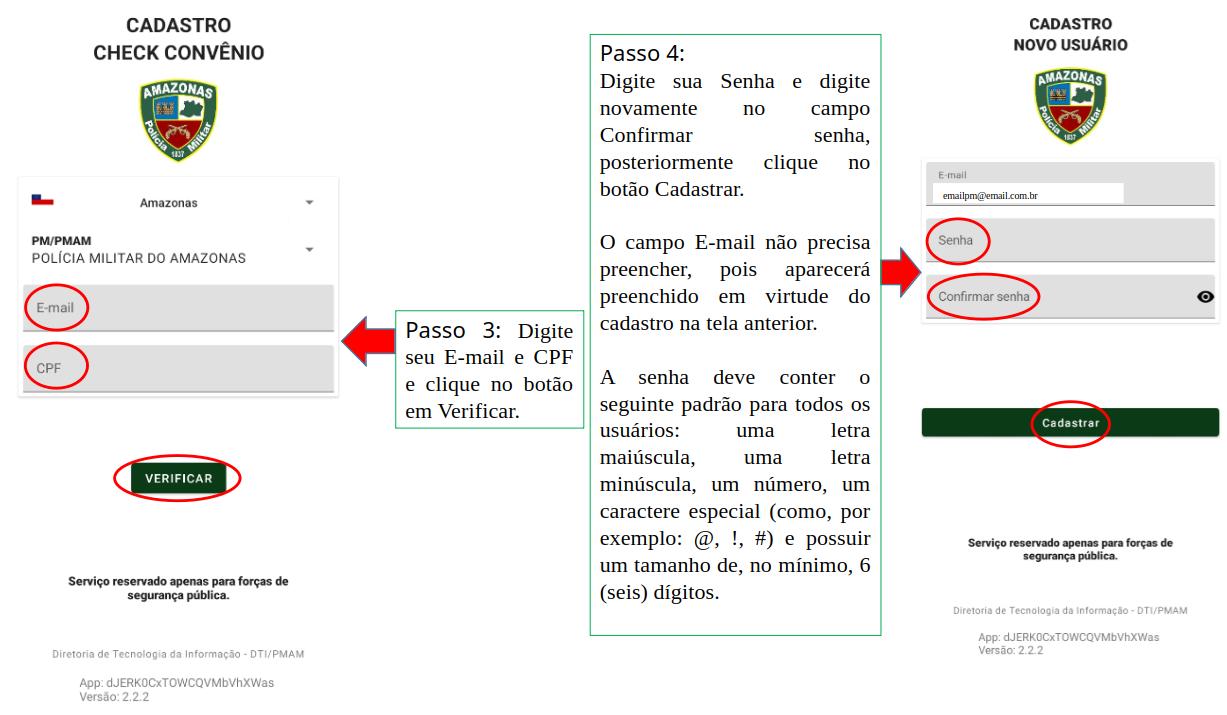 CADASTRO
CHECK CONVÊNIO
AMAZONAS
Polícia Militar
1837
Amazonas
PM/PMAM
POLÍCIA MILITAR DO AMAZONAS
E-mail
CPF
VERIFICAR
Serviço reservado apenas para forças de
segurança pública.
Diretoria de Tecnologia da Informação - DTI/PMAM
App: dJERK0CxTOWCQVMbVhXWas
Versão: 2.2.2
Passo 3: Digite
seu E-mail e CPF
e clique no botão
em Verificar.
Passo 4:
Digite sua Senha e digite
novamente no campo
Confirmar senha,
posteriormente clique no
botão Cadastrar.
O campo E-mail não precisa
preencher, pois aparecerá
preenchido em virtude do
cadastro na tela anterior.
A senha deve conter o
seguinte padrão para todos os
usuários: uma letra
maiúscula, uma letra
minúscula, um número, um
caractere especial (como, por
exemplo: @, !, #) e possuir
um tamanho de, no mínimo, 6
(seis) dígitos.
CADASTRO
NOVO USUÁRIO
AMAZONAS
Polícia Militar
1837
E-mail
emailpm@email.com.br
Senha
Confirmar senha
Cadastrar
Serviço reservado apenas para forças de
segurança pública.
Diretoria de Tecnologia da Informação - DTI/PMAM
App: dJERK0CxTOWCQVMbVhXWas
Versão: 2.2.2